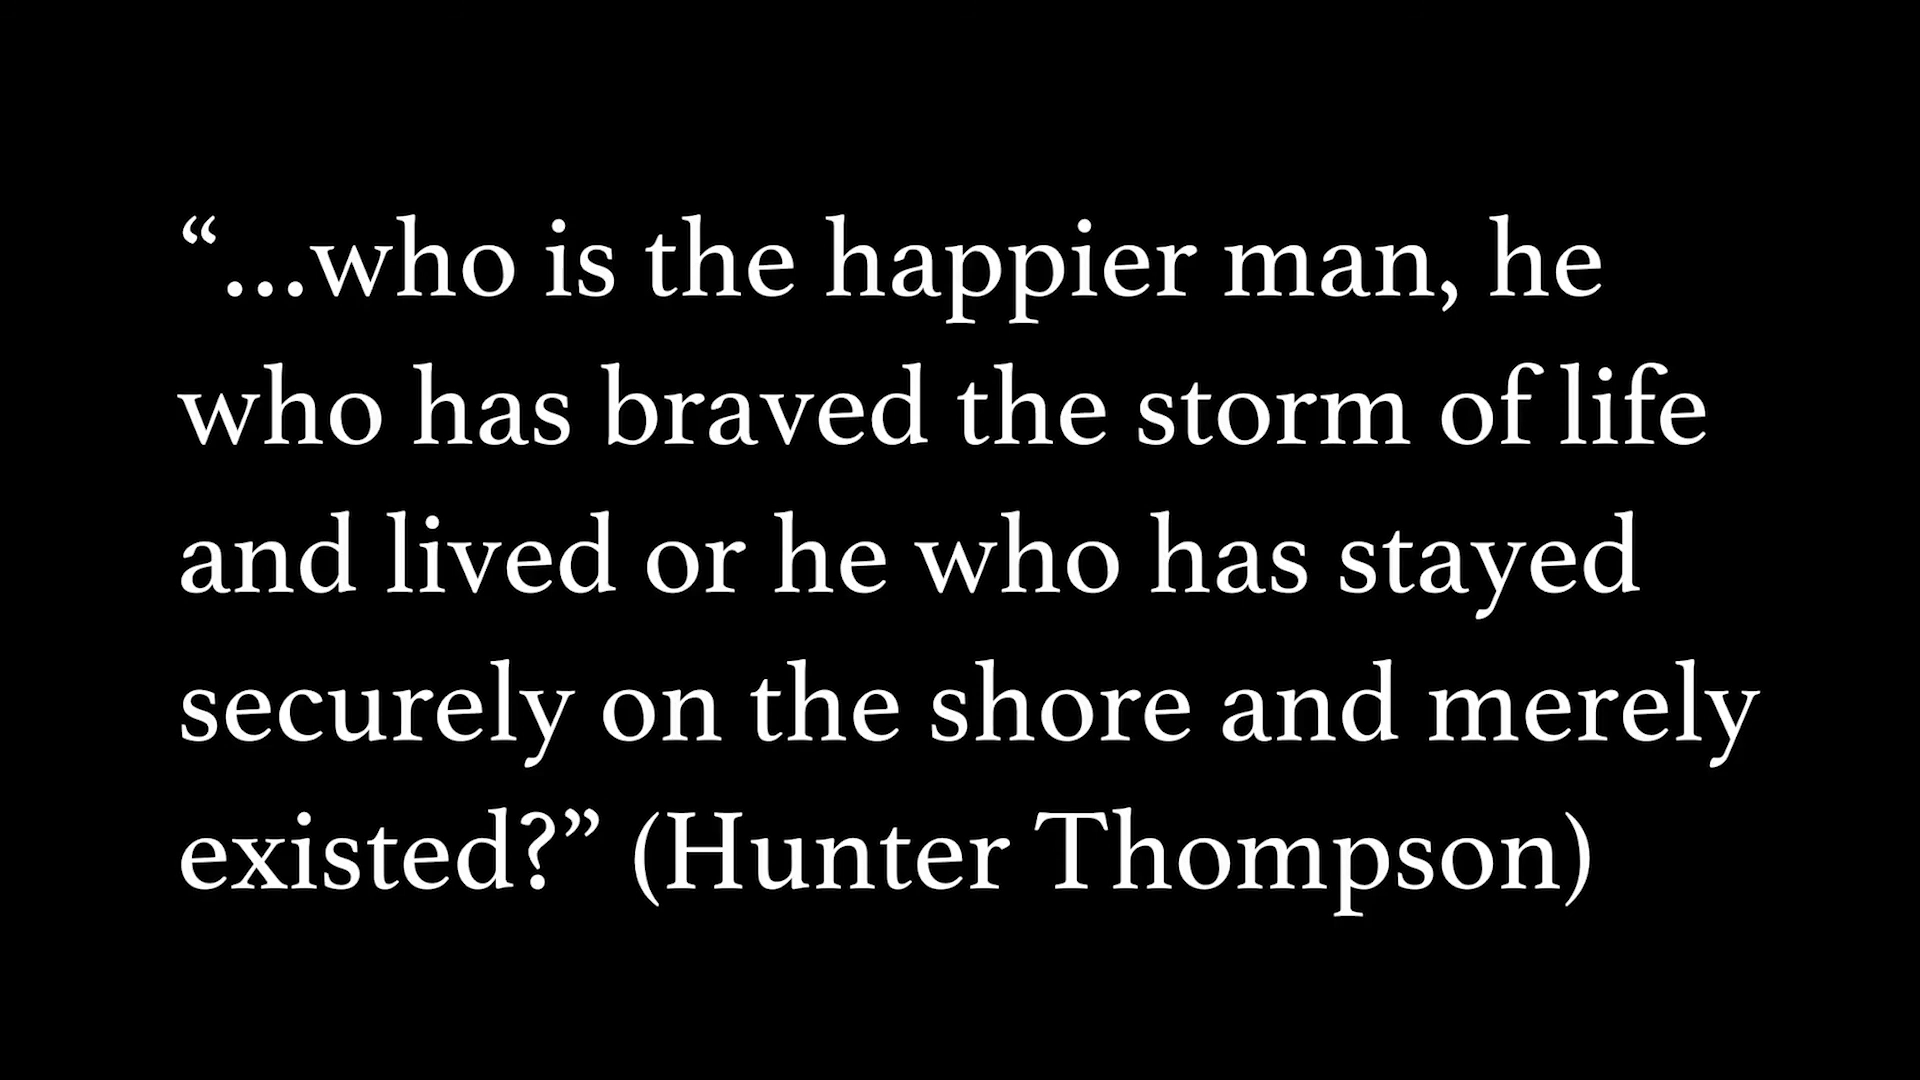 “…who is the happier man, he
who has braved the storm of life
and lived or he who has stayed
securely on the shore and merely
existed?” (Hunter Thompson)